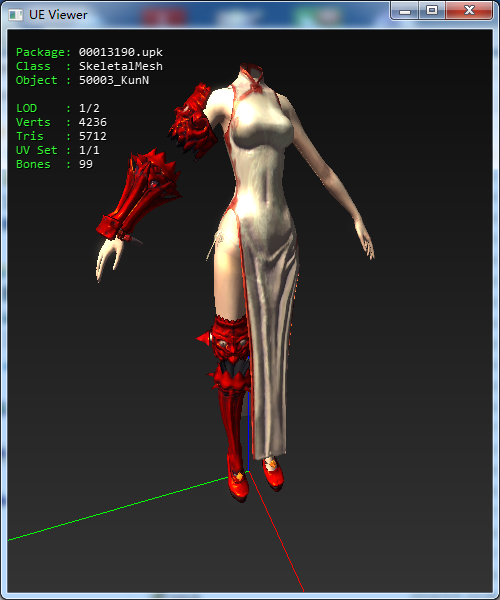 UE Viewer
Package: 00013190.upk
Class : SkeletalMesh
Object : 50003_KunN
LOD : 1/2
Verts : 4236
Tris : 5712
UV Set : 1/1
Bones : 99